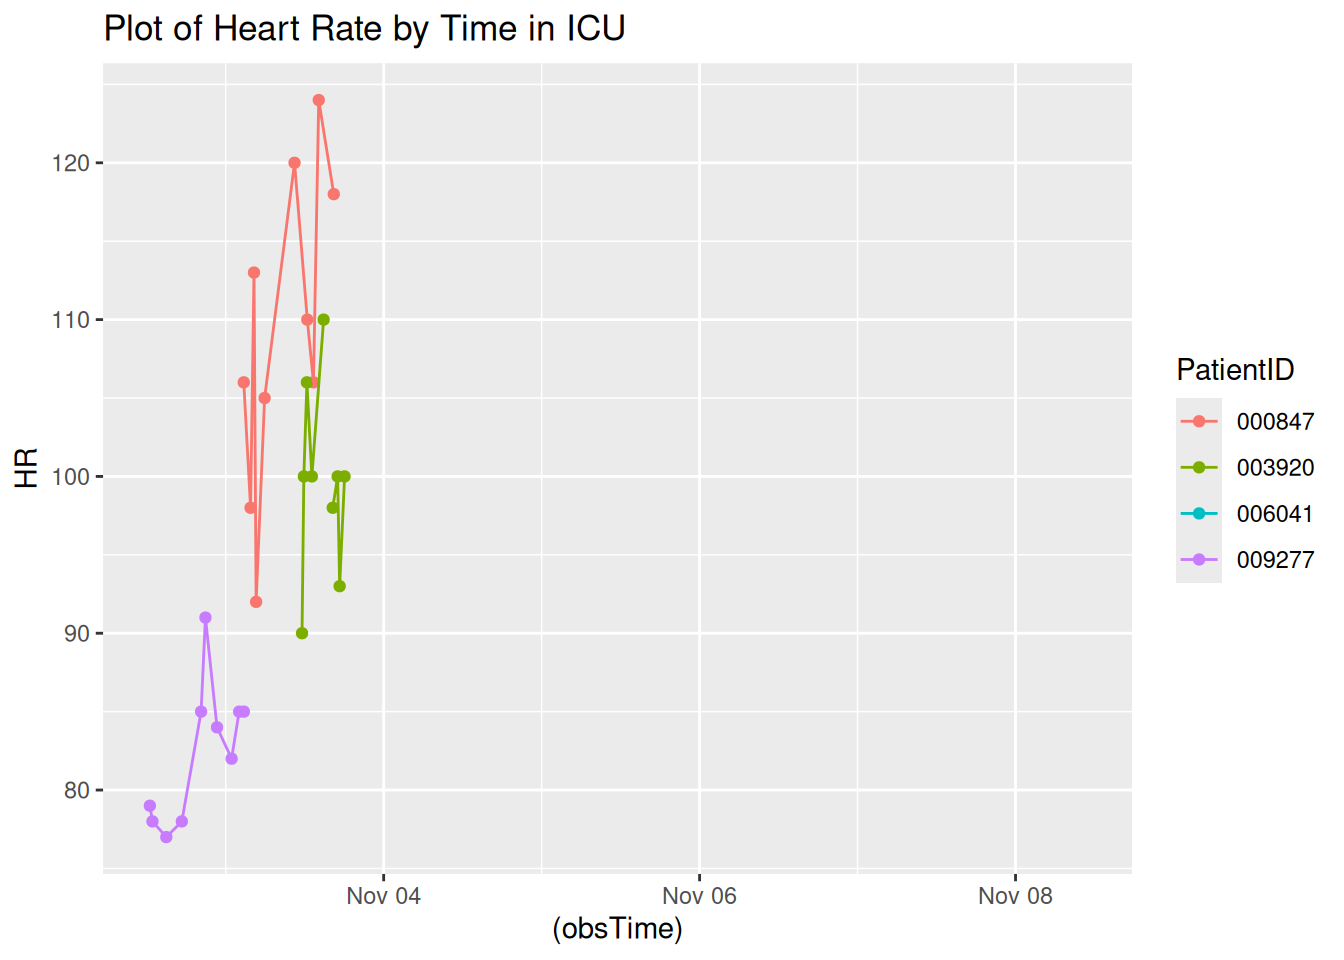 Plot of Heart Rate by Time in ICU
120
110
100
90
80
HR
Nov 04
Nov 06
Nov 08
(obsTime)
PatientID
000847
003920
006041
009277